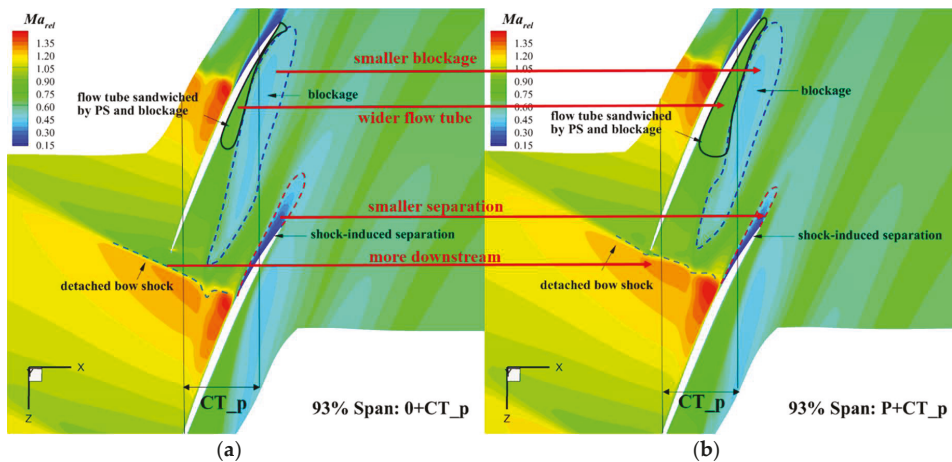 Ma_rel
1.35
1.20
1.05
0.90
0.75
0.60
0.45
0.30
0.15
flow tube sandwiched
by PS and blockage
blockage
detached bow shock
shock-induced separation
CT_p
X
Z
93% Span: 0+CT_p
(a)
smaller blockage
wider flow tube
smaller separation
more downstream
Ma_rel
1.35
1.20
1.05
0.90
0.75
0.60
0.45
0.30
0.15
blockage
flow tube sandwiched
by PS and blockage
detached bow shock
shock-induced separation
CT_p
X
Z
93% Span: P+CT_p
(b)